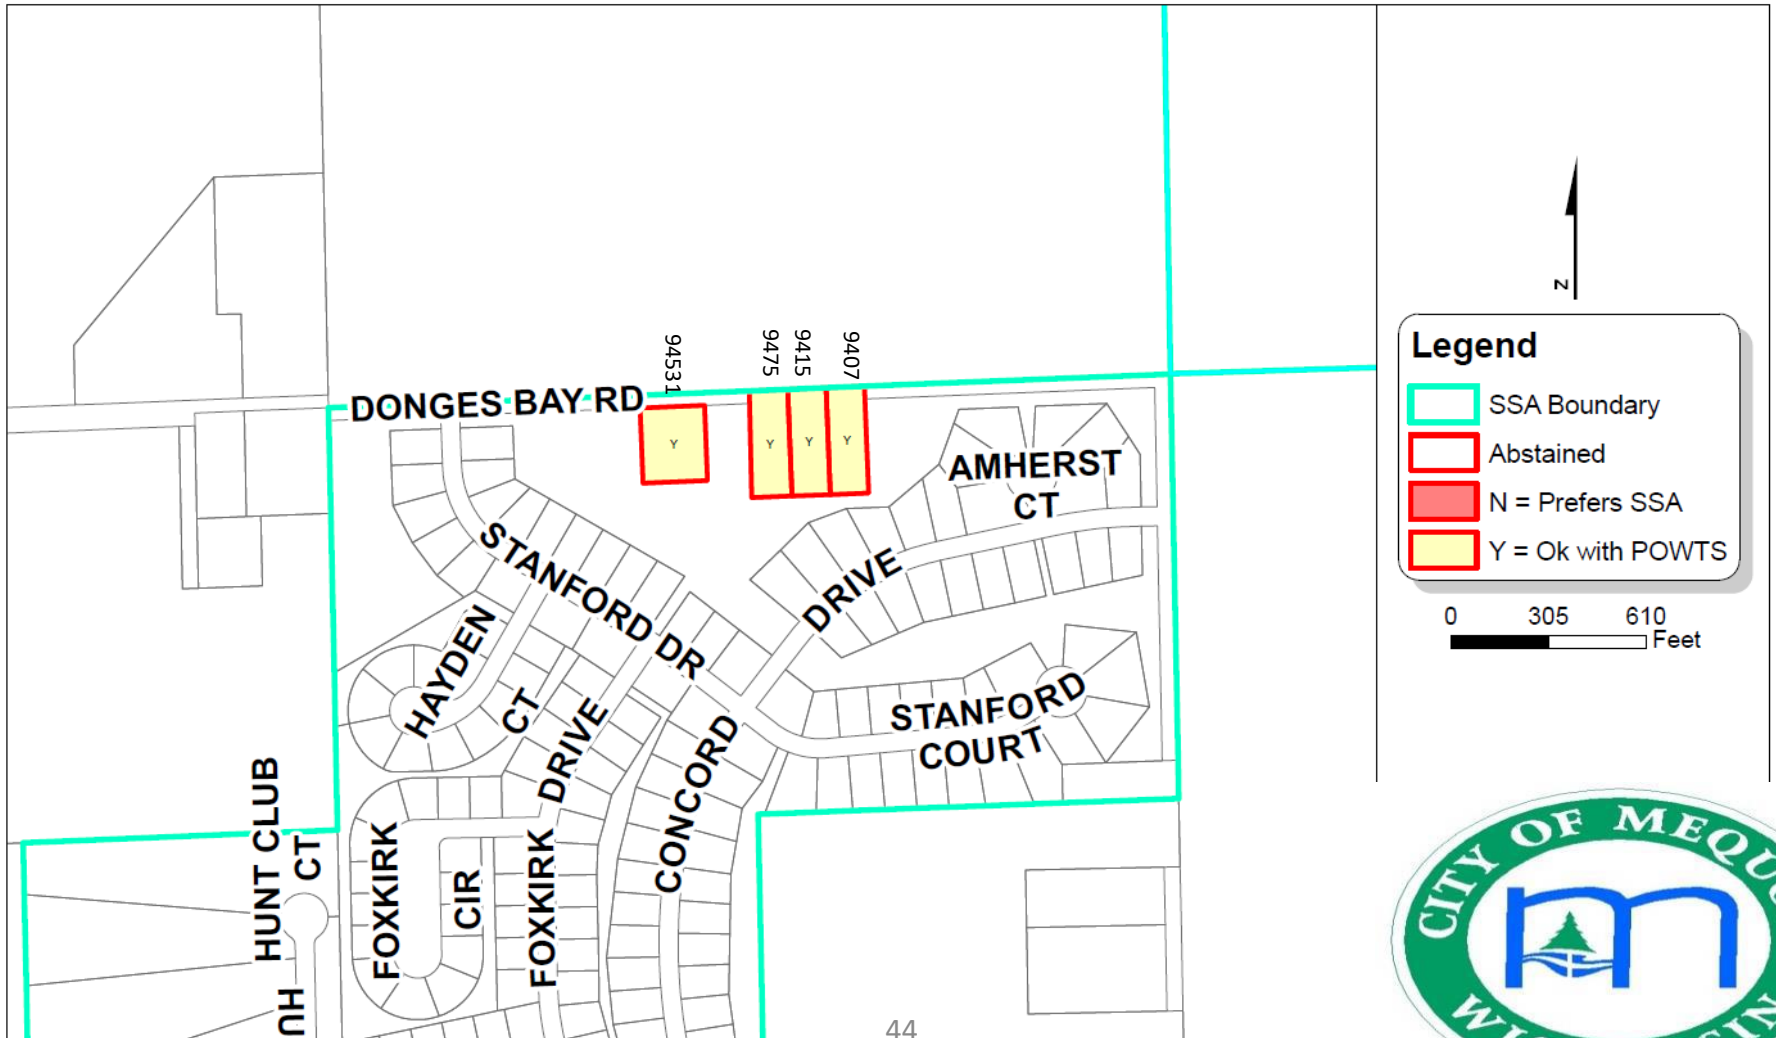 94531
9475
9415
9407
DONGES BAY RD
Y
Y
Y
Y
AMHERST
CT
STANFORD DR
DRIVE
HAYDEN
CT
DRIVE
STANFORD
COURT
CONCORD
HUNT CLUB
CT
FOXKIRK
CIR
FOXKIRK
HU
44
N
Legend
SSA Boundary
Abstained
N = Prefers SSA
Y = Ok with POWTS
0 305 610
Feet
CITY OF MEQUO